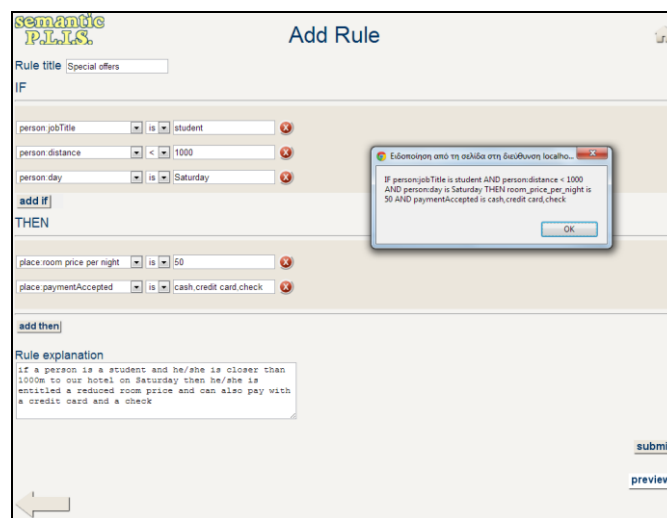 semantic
P.L.I.S.
Add Rule
Rule title Special offers
IF
person:jobTitle is student
person:distance < 1000
person:day is Saturday
add if
THEN
place:room price per night is 50
place:paymentAccepted is cash,credit card,check
add then
Rule explanation
if a person is a student and he/she is closer than
1000m to our hotel on Saturday then he/she is
entitled a reduced room price and can also pay with
a credit card and a check
Ειδοποίηση από τη σελίδα στη διεύθυνση localho...
IF person:jobTitle is student AND person:distance < 1000
AND person:day is Saturday THEN room_price_per_night is
50 AND paymentAccepted is cash,credit card,check
OK
submi
preview